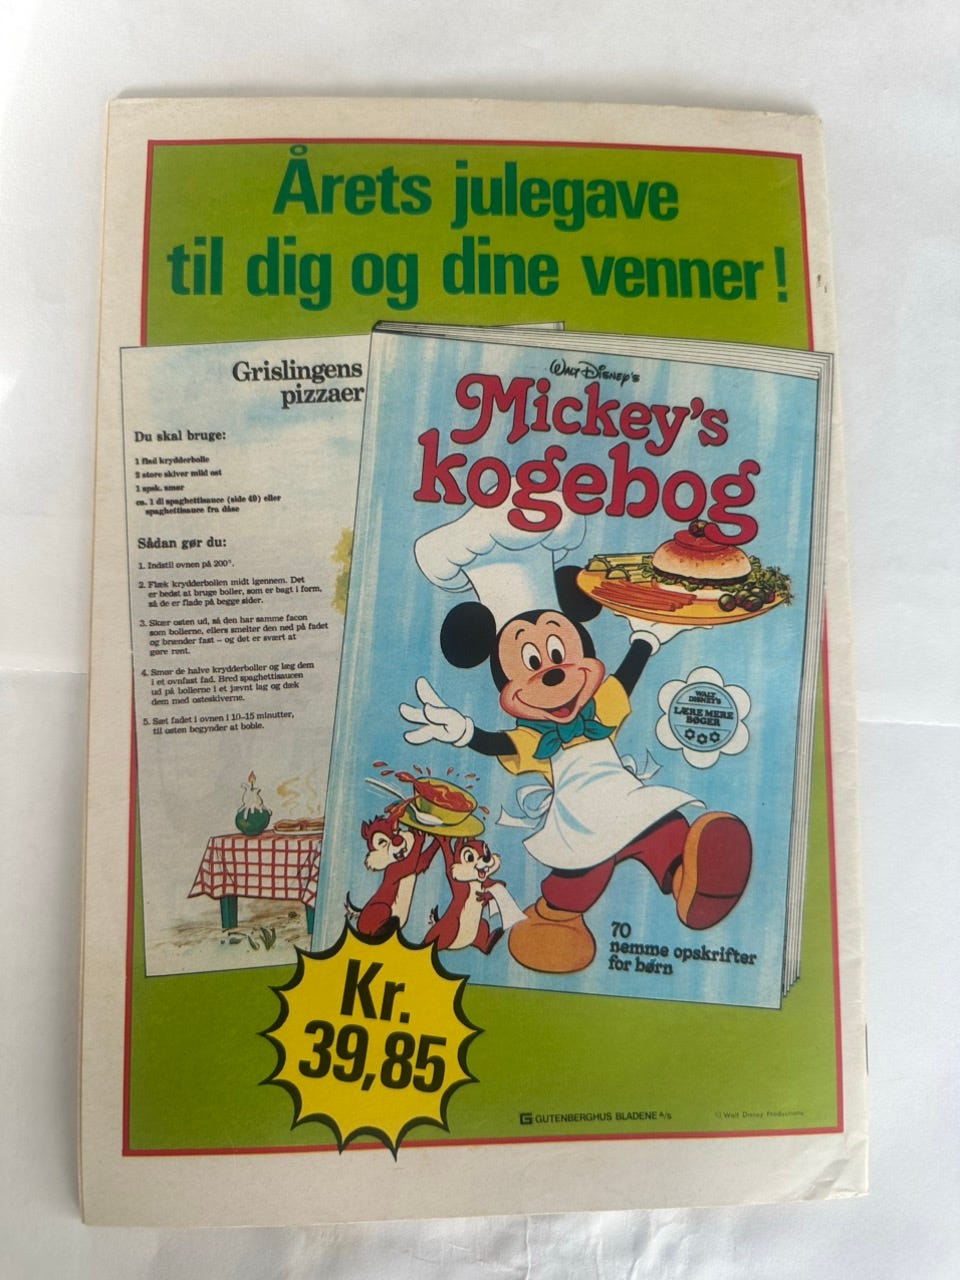 Årets julegave
til dig og dine venner!
Grislingens
pizzaer
Du skal bruge:
1 flad krydderbolle
2 store skiver mild ost
1 spsk. smør
ca. 1 dl spaghettisauce (side 49) eller
spaghettisauce fra dåse
Sådan gør du:
1. Indstil ovnen på 200°.
2. Flæk krydderbollen midt igennem. Det
er bedst at bruge boller, som er bagt i form,
så de er flade på begge sider.
3. Skær osten ud, så den har samme facon
som bollerne, ellers smelter den ned på fadet
og brænder fast – og det er svært at
gøre rent.
4. Smør de halve krydderboller og læg dem
i et ovnfast fad. Bred spaghettisaucen
ud på bollerne i et jævnt lag og dæk
dem med osteskiverne.
5. Sæt fadet i ovnen i 10–15 minutter,
til osten begynder at boble.
WALT DISNEY'S
Mickey's
kogebog
WALT
DISNEY'S
LÆRE MERE
BØGER
70
nemme opskrifter
for børn
Kr.
39,85
G GUTENBERGHUS BLADENE A/S
© Walt Disney Productions